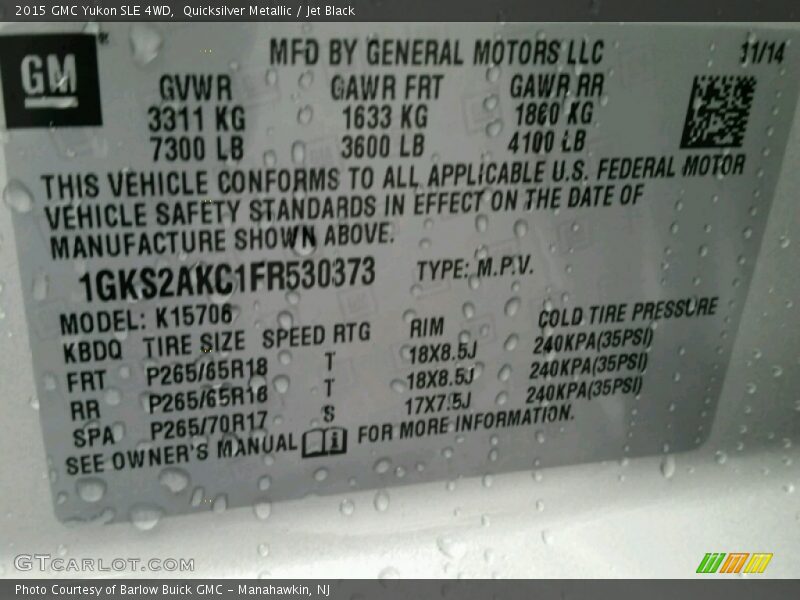 2015 GMC Yukon SLE 4WD, Quicksilver Metallic / Jet Black
GM
MFD BY GENERAL MOTORS LLC 11/14
GVWR GAWR FRT GAWR RR
3311 KG 1633 KG 1860 KG
7300 LB 3600 LB 4100 LB
THIS VEHICLE CONFORMS TO ALL APPLICABLE U.S. FEDERAL MOTOR
VEHICLE SAFETY STANDARDS IN EFFECT ON THE DATE OF
MANUFACTURE SHOWN ABOVE.
1GKS2AKC1FR530373 TYPE: M.P.V.
MODEL: K15706
KBDQ TIRE SIZE SPEED RTG RIM COLD TIRE PRESSURE
FRT P265/65R18 T 18X8.5J 240KPA(35PSI)
RR P265/65R18 T 18X8.5J 240KPA(35PSI)
SPA P265/70R17 S 17X7.5J 240KPA(35PSI)
SEE OWNER'S MANUAL FOR MORE INFORMATION.
GTCARLOT.COM
Photo Courtesy of Barlow Buick GMC - Manahawkin, NJ